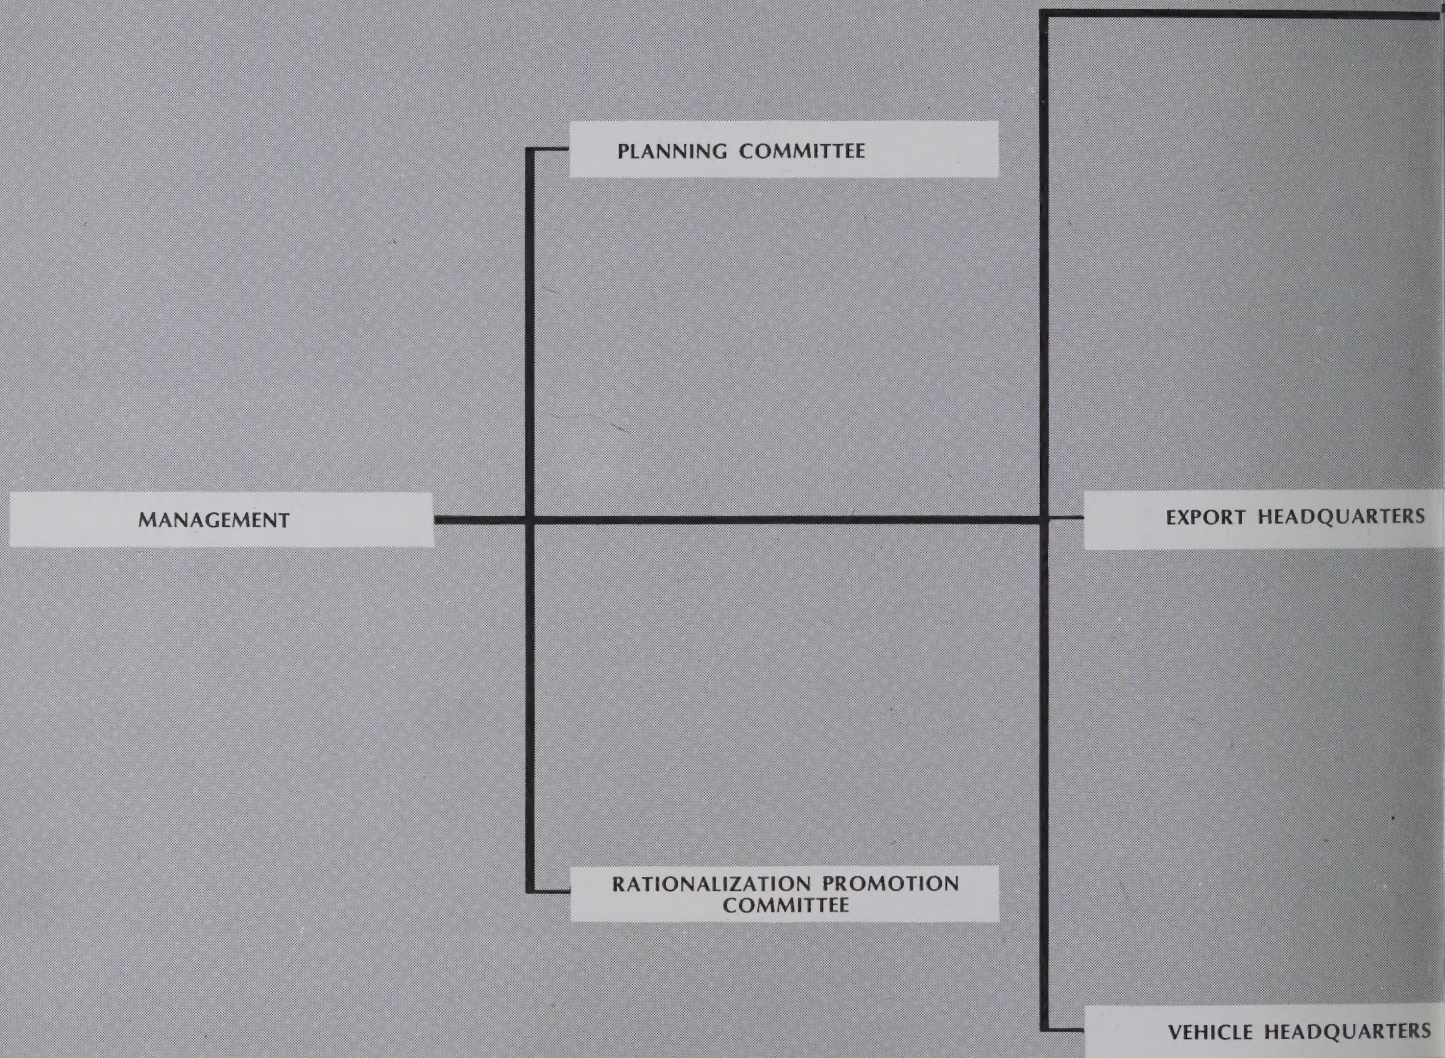 PLANNING COMMITTEE
MANAGEMENT
EXPORT HEADQUARTERS
RATIONALIZATION PROMOTION
COMMITTEE
VEHICLE HEADQUARTERS